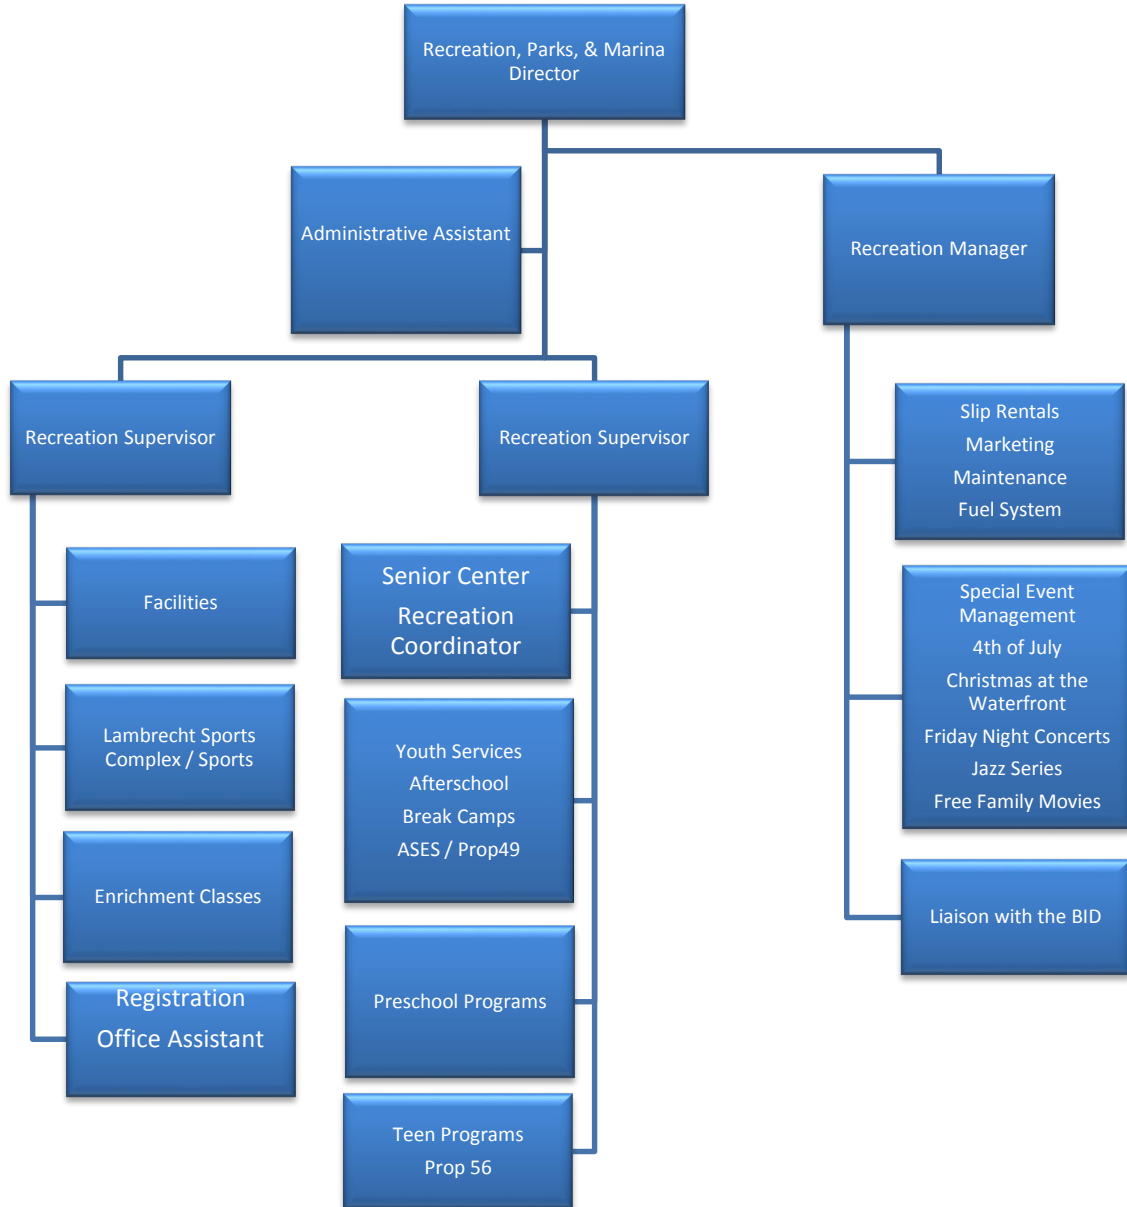 Recreation, Parks, & Marina
Director
Administrative Assistant
Recreation Manager
Recreation Supervisor
Facilities
Lambrecht Sports
Complex / Sports
Enrichment Classes
Registration
Office Assistant
Recreation Supervisor
Senior Center
Recreation
Coordinator
Youth Services
Afterschool
Break Camps
ASES / Prop49
Preschool Programs
Teen Programs
Prop 56
Slip Rentals
Marketing
Maintenance
Fuel System
Special Event
Management
4th of July
Christmas at the
Waterfront
Friday Night Concerts
Jazz Series
Free Family Movies
Liaison with the BID